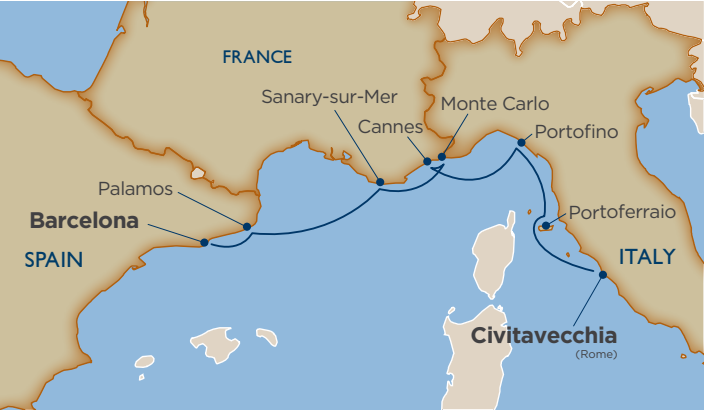 FRANCE
Sanary-sur-Mer
Monte Carlo
Cannes
Portofino
Palamos
Barcelona
Portoferraio
SPAIN
ITALY
Civitavecchia
(Rome)